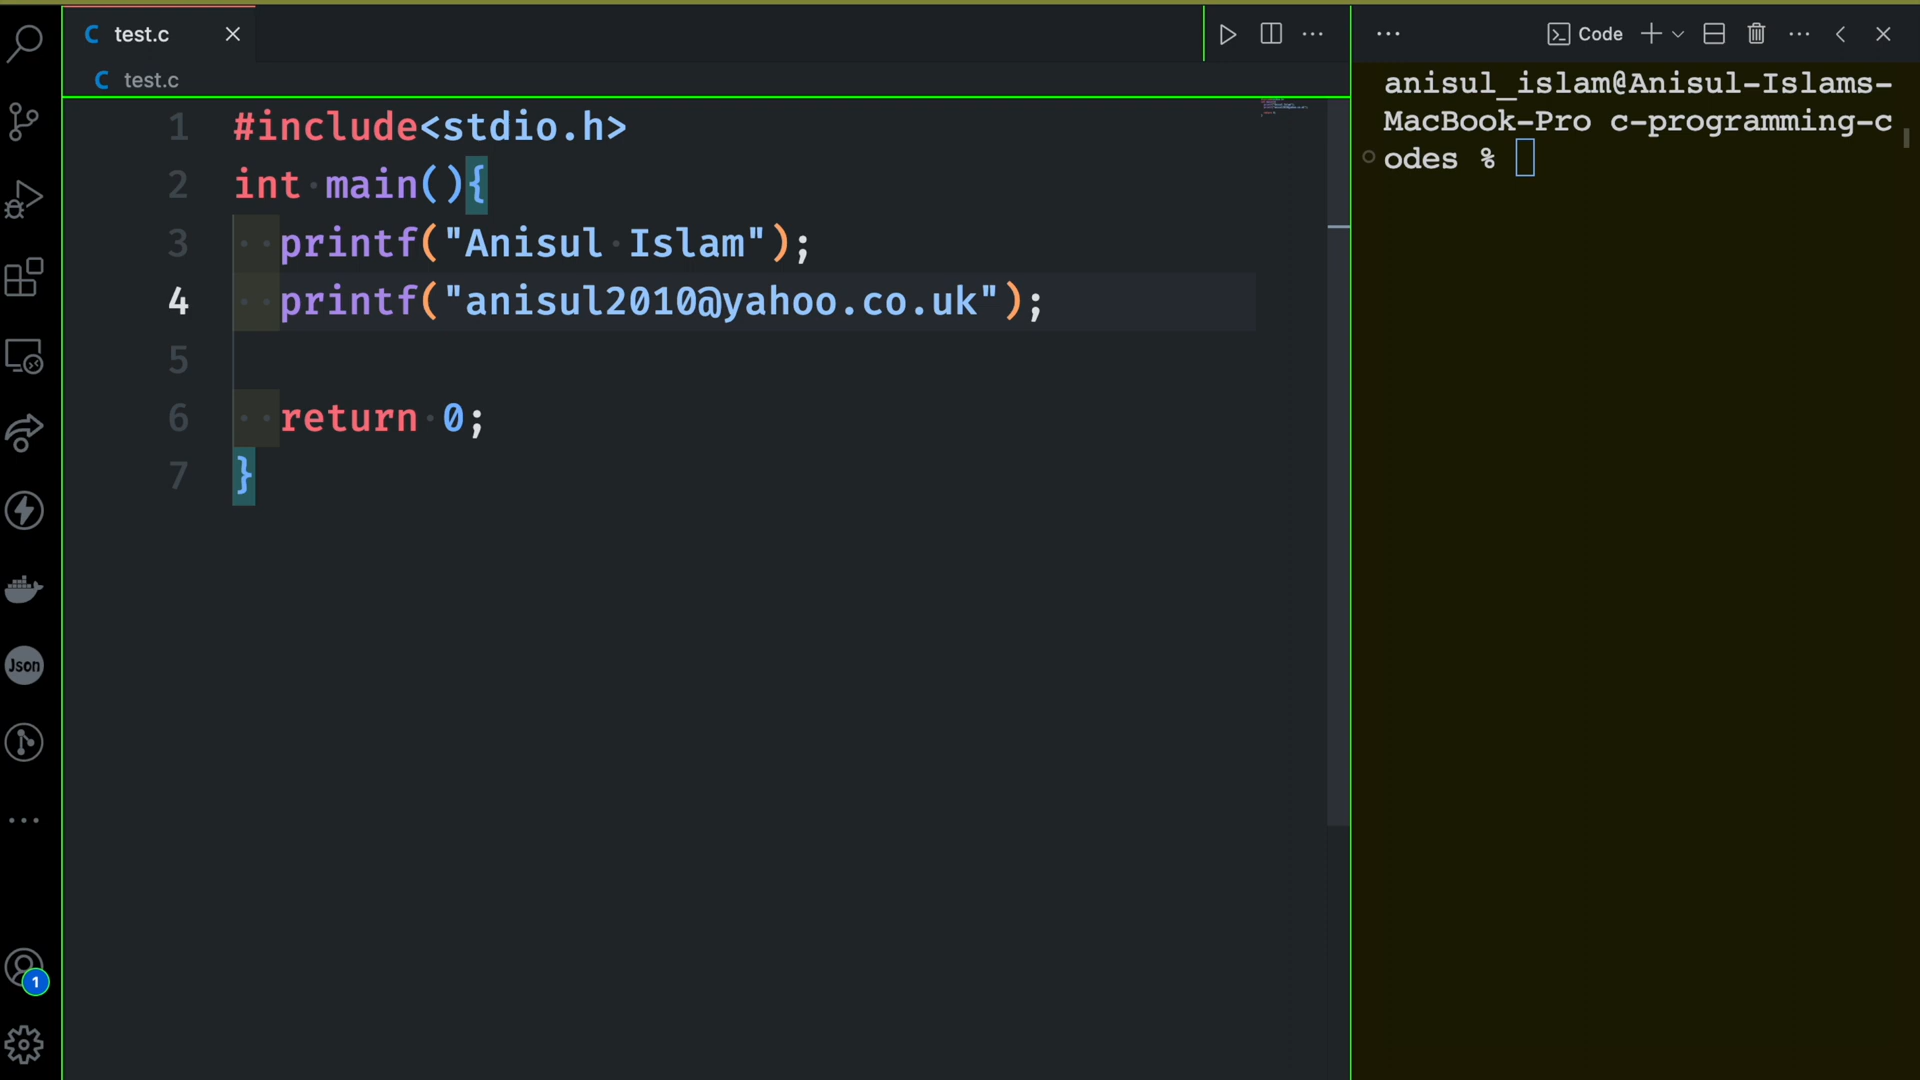 test.c
Code
test.c
1 #include<stdio.h>
2 int main(){
3 printf("Anisul Islam");
4 printf("anisul2010@yahoo.co.uk");
5
6 return 0;
7 }
anisul_islam@Anisul-Islams-
MacBook-Pro c-programming-c
odes %
Json
1